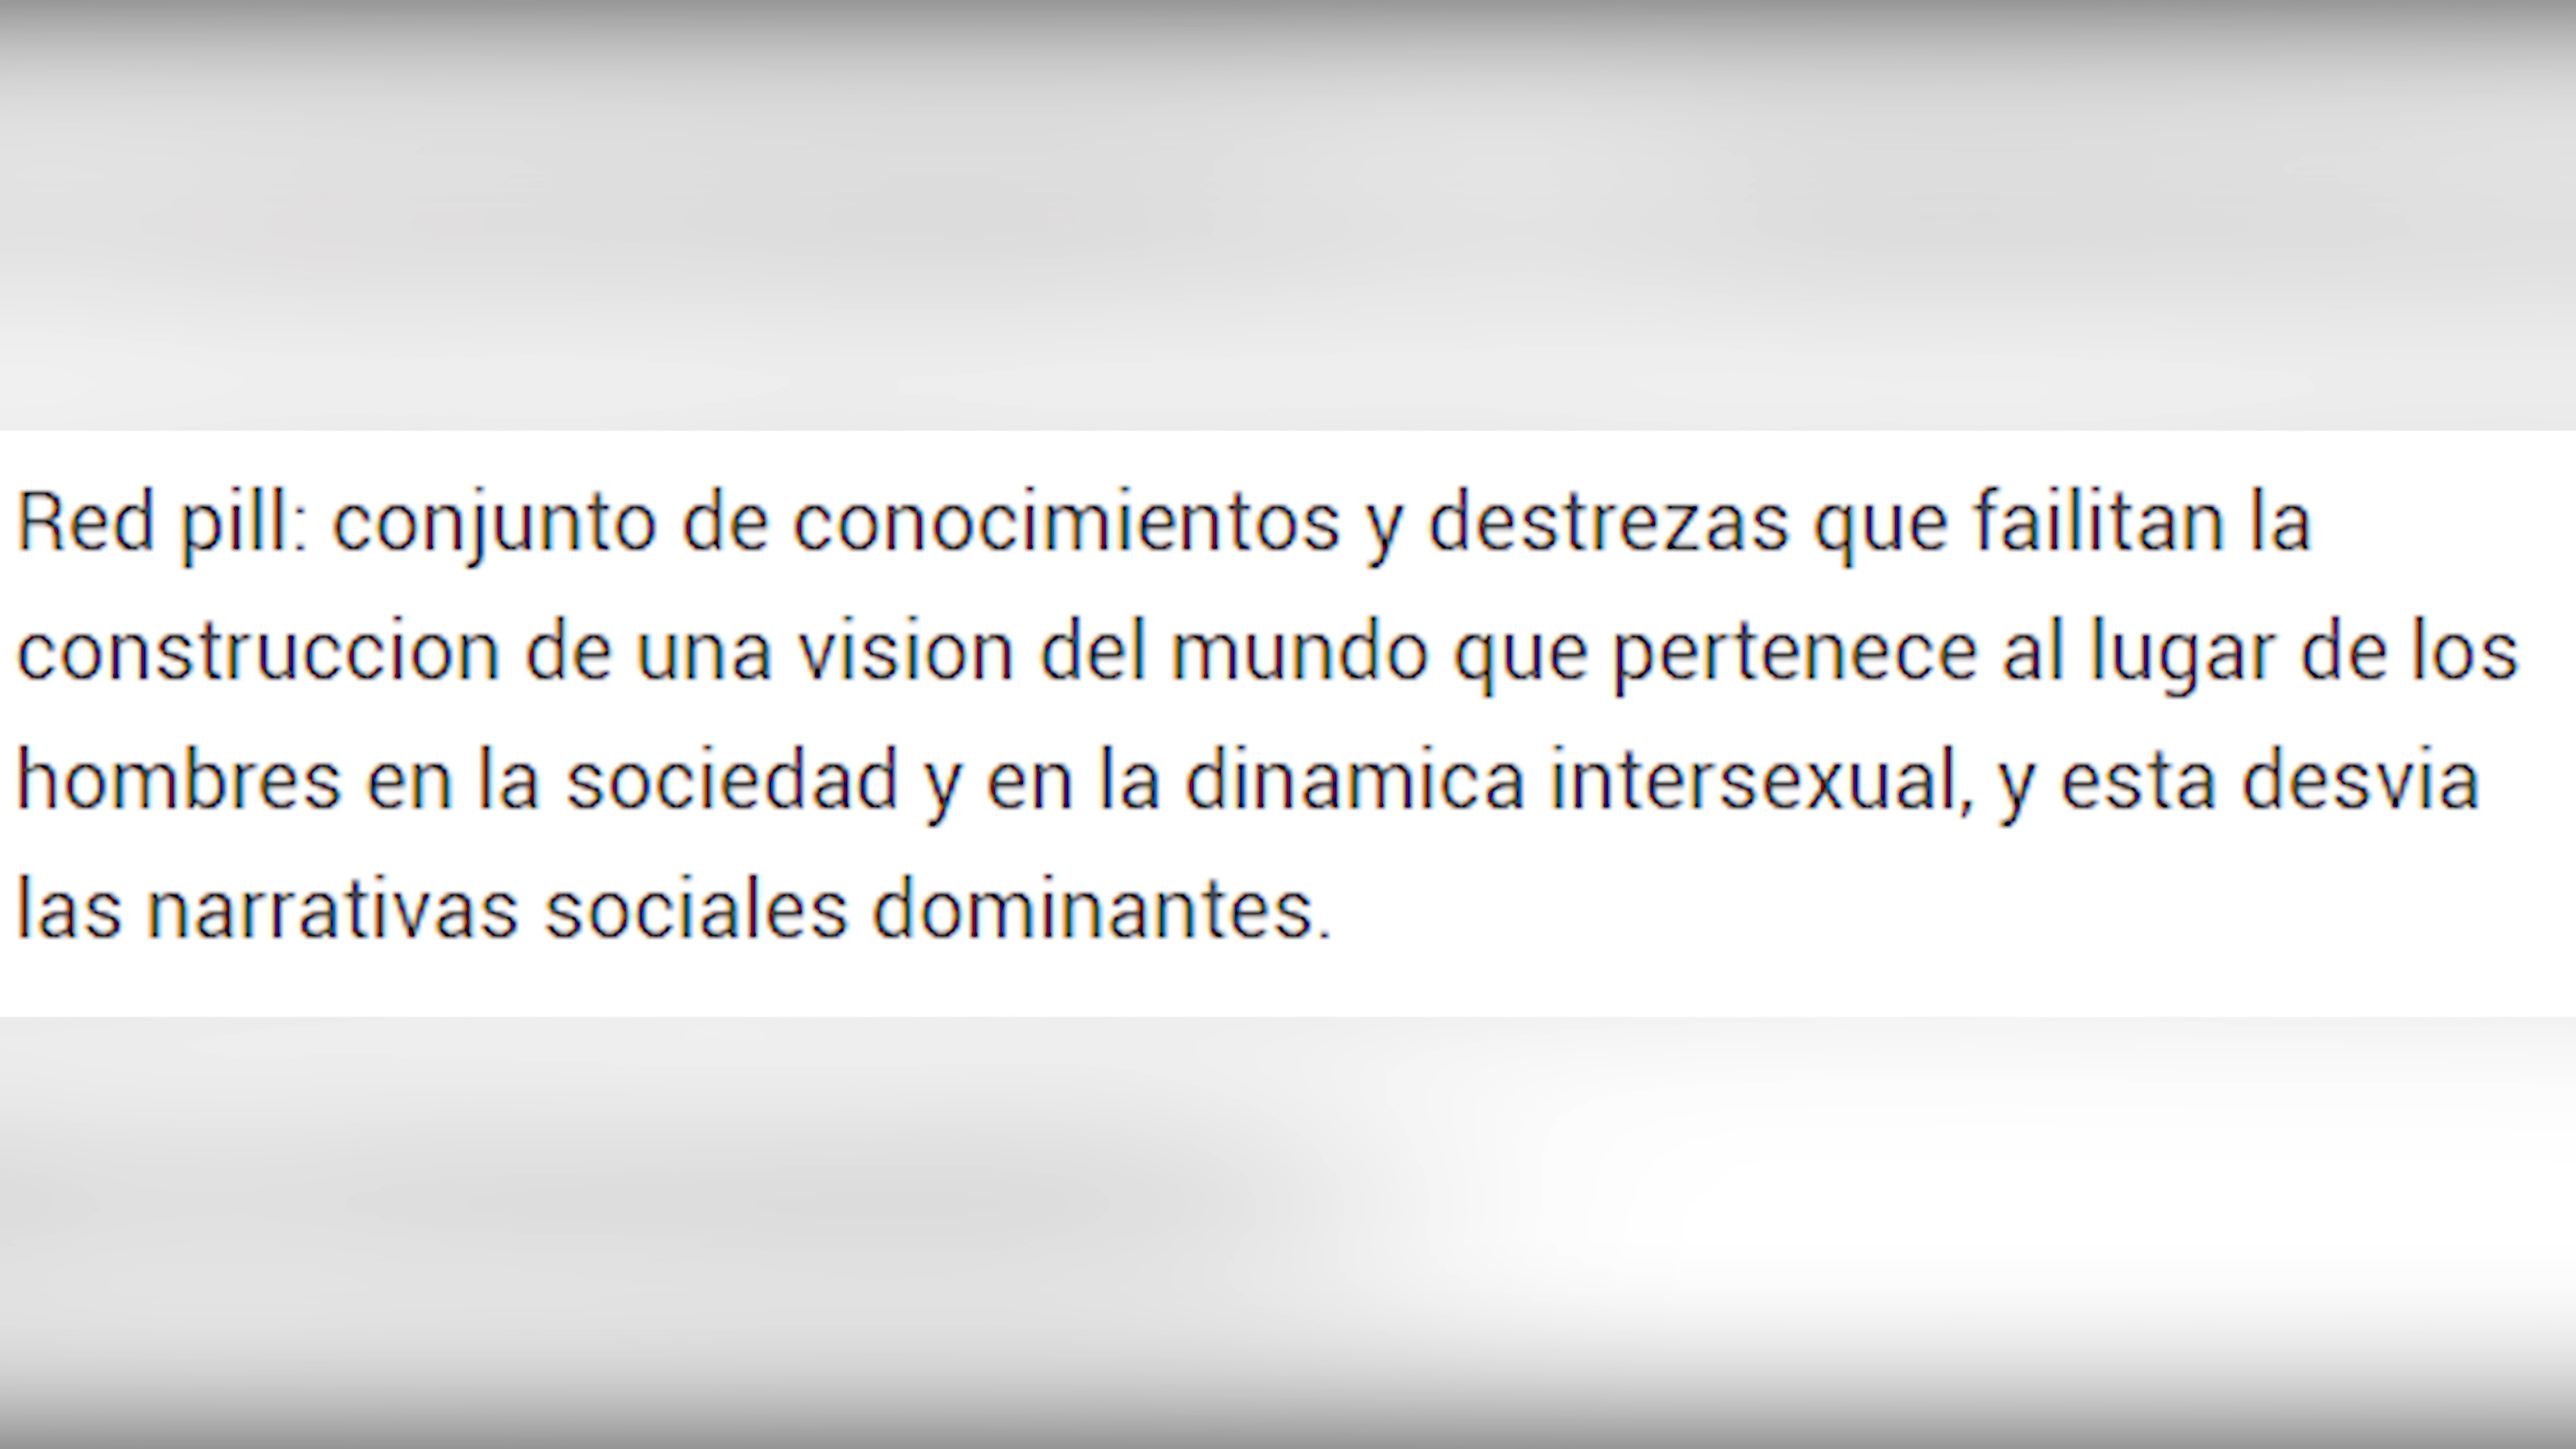 Red pill: conjunto de conocimientos y destrezas que failitan la
construccion de una vision del mundo que pertenece al lugar de los
hombres en la sociedad y en la dinamica intersexual, y esta desvia
las narrativas sociales dominantes.